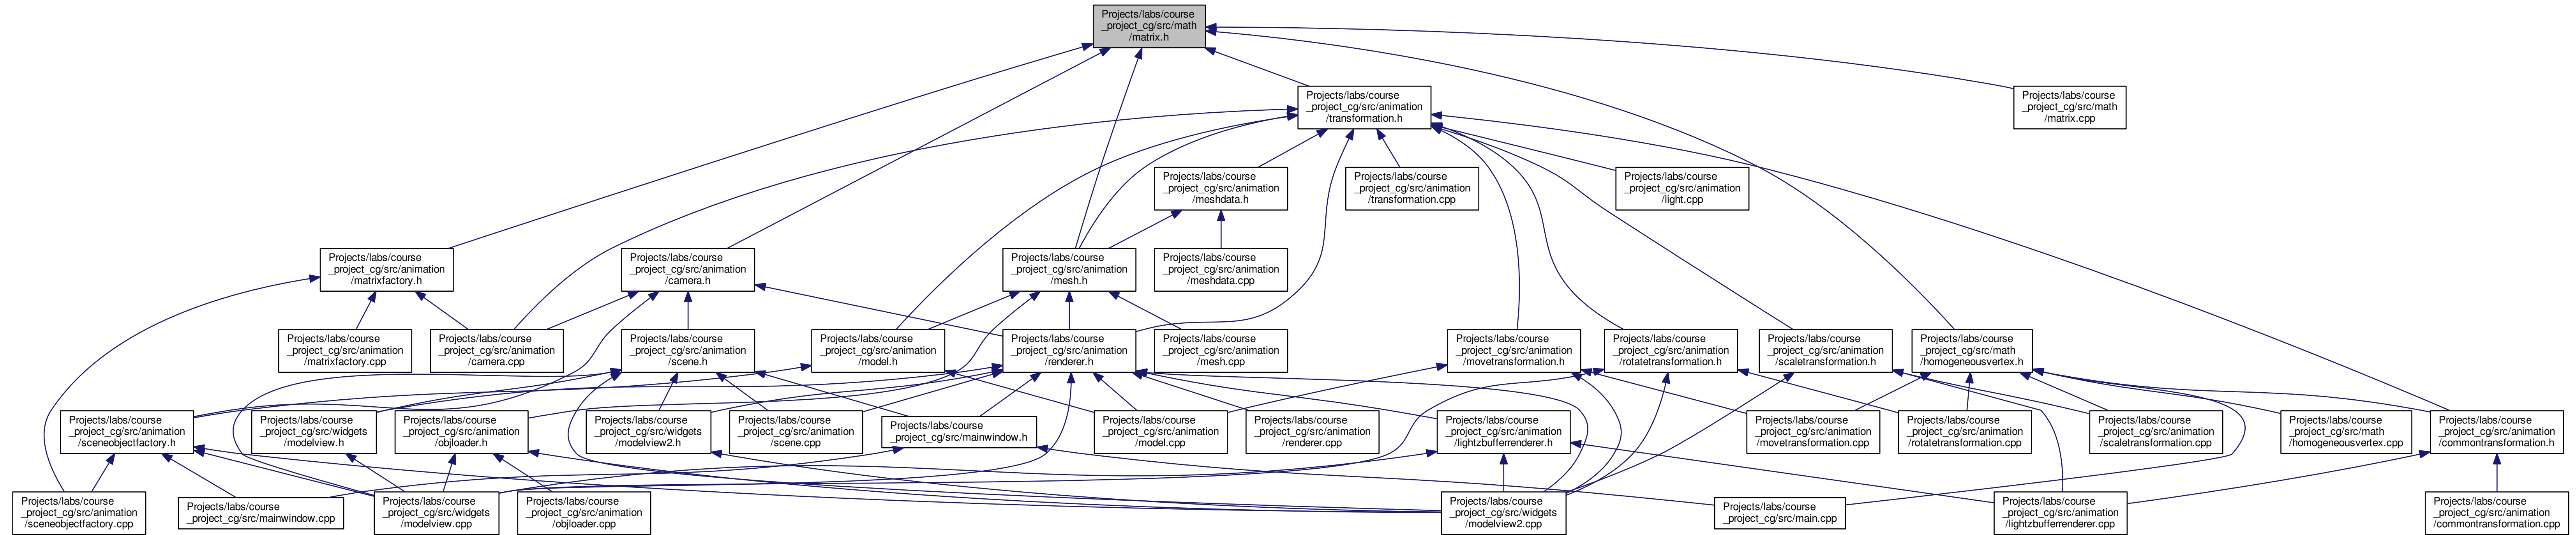 Projects/labs/course
_project_cg/src/math
/matrix.h
Projects/labs/course
_project_cg/src/animation
/transformation.h
Projects/labs/course
_project_cg/src/math
/matrix.cpp
Projects/labs/course
_project_cg/src/animation
/meshdata.h
Projects/labs/course
_project_cg/src/animation
/transformation.cpp
Projects/labs/course
_project_cg/src/animation
/light.cpp
Projects/labs/course
_project_cg/src/animation
/matrixfactory.h
Projects/labs/course
_project_cg/src/animation
/camera.h
Projects/labs/course
_project_cg/src/animation
/mesh.h
Projects/labs/course
_project_cg/src/animation
/meshdata.cpp
Projects/labs/course
_project_cg/src/animation
/matrixfactory.cpp
Projects/labs/course
_project_cg/src/animation
/camera.cpp
Projects/labs/course
_project_cg/src/animation
/scene.h
Projects/labs/course
_project_cg/src/animation
/model.h
Projects/labs/course
_project_cg/src/animation
/renderer.h
Projects/labs/course
_project_cg/src/animation
/mesh.cpp
Projects/labs/course
_project_cg/src/animation
/movetransformation.h
Projects/labs/course
_project_cg/src/animation
/rotatetransformation.h
Projects/labs/course
_project_cg/src/animation
/scaletransformation.h
Projects/labs/course
_project_cg/src/math
/homogeneousvertex.h
Projects/labs/course
_project_cg/src/animation
/sceneobjectfactory.h
Projects/labs/course
_project_cg/src/widgets
/modelview.h
Projects/labs/course
_project_cg/src/animation
/objloader.h
Projects/labs/course
_project_cg/src/widgets
/modelview2.h
Projects/labs/course
_project_cg/src/animation
/scene.cpp
Projects/labs/course
_project_cg/src/mainwindow.h
Projects/labs/course
_project_cg/src/animation
/model.cpp
Projects/labs/course
_project_cg/src/animation
/renderer.cpp
Projects/labs/course
_project_cg/src/animation
/lightzbufferrenderer.h
Projects/labs/course
_project_cg/src/animation
/movetransformation.cpp
Projects/labs/course
_project_cg/src/animation
/rotatetransformation.cpp
Projects/labs/course
_project_cg/src/animation
/scaletransformation.cpp
Projects/labs/course
_project_cg/src/math
/homogeneousvertex.cpp
Projects/labs/course
_project_cg/src/animation
/commontransformation.h
Projects/labs/course
_project_cg/src/animation
/sceneobjectfactory.cpp
Projects/labs/course
_project_cg/src/mainwindow.cpp
Projects/labs/course
_project_cg/src/widgets
/modelview.cpp
Projects/labs/course
_project_cg/src/animation
/objloader.cpp
Projects/labs/course
_project_cg/src/widgets
/modelview2.cpp
Projects/labs/course
_project_cg/src/main.cpp
Projects/labs/course
_project_cg/src/animation
/lightzbufferrenderer.cpp
Projects/labs/course
_project_cg/src/animation
/commontransformation.cpp